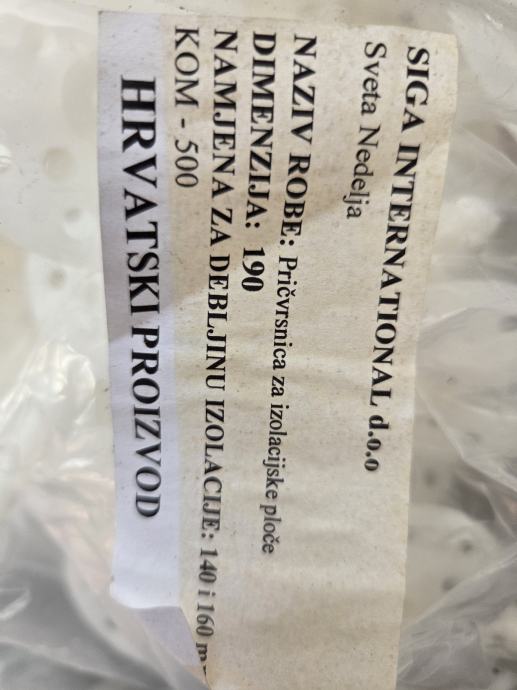 SIGA INTERNATIONAL d.o.o
Sveta Nedelja
NAZIV ROBE: Pričvrsnica za izolacijske ploče
DIMENZIJA: 190
NAMJENA ZA DEBLJINU IZOLACIJE: 140 i 160 m
KOM - 500
HRVATSKI PROIZVOD